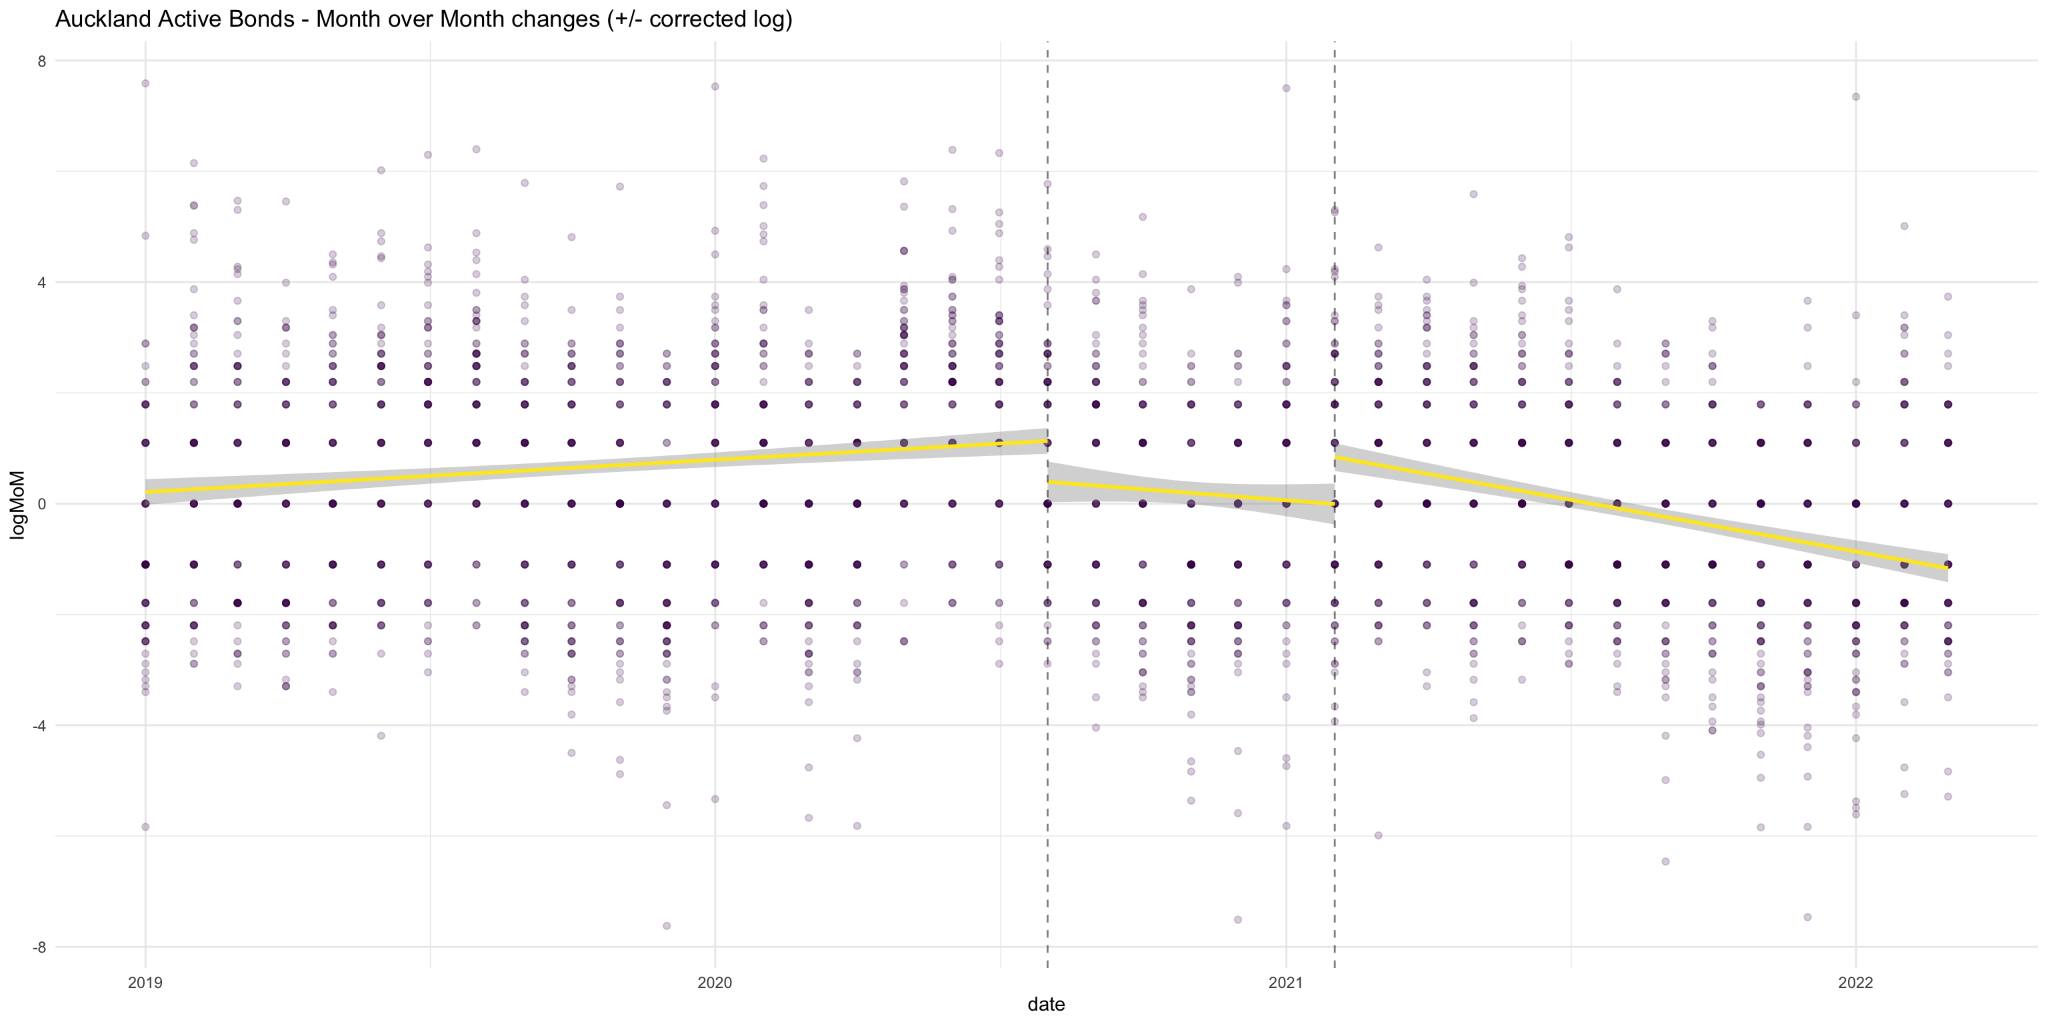 Auckland Active Bonds - Month over Month changes (+/- corrected log)
8
4
0
-4
-8
logMoM
2019 2020 2021 2022
date